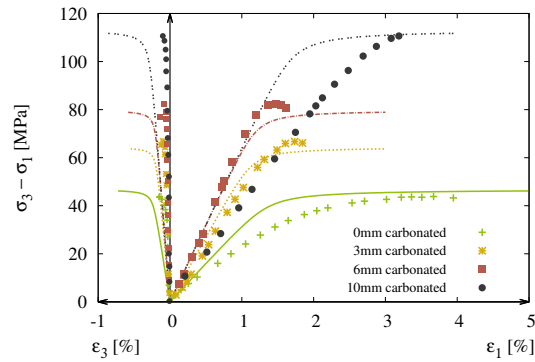 120
100
80
60
40
20
0
σ₃ – σ₁ [MPa]
0mm carbonated
3mm carbonated
6mm carbonated
10mm carbonated
-1 0 1 2 3 4 5
ε₃ [%] ε₁ [%]